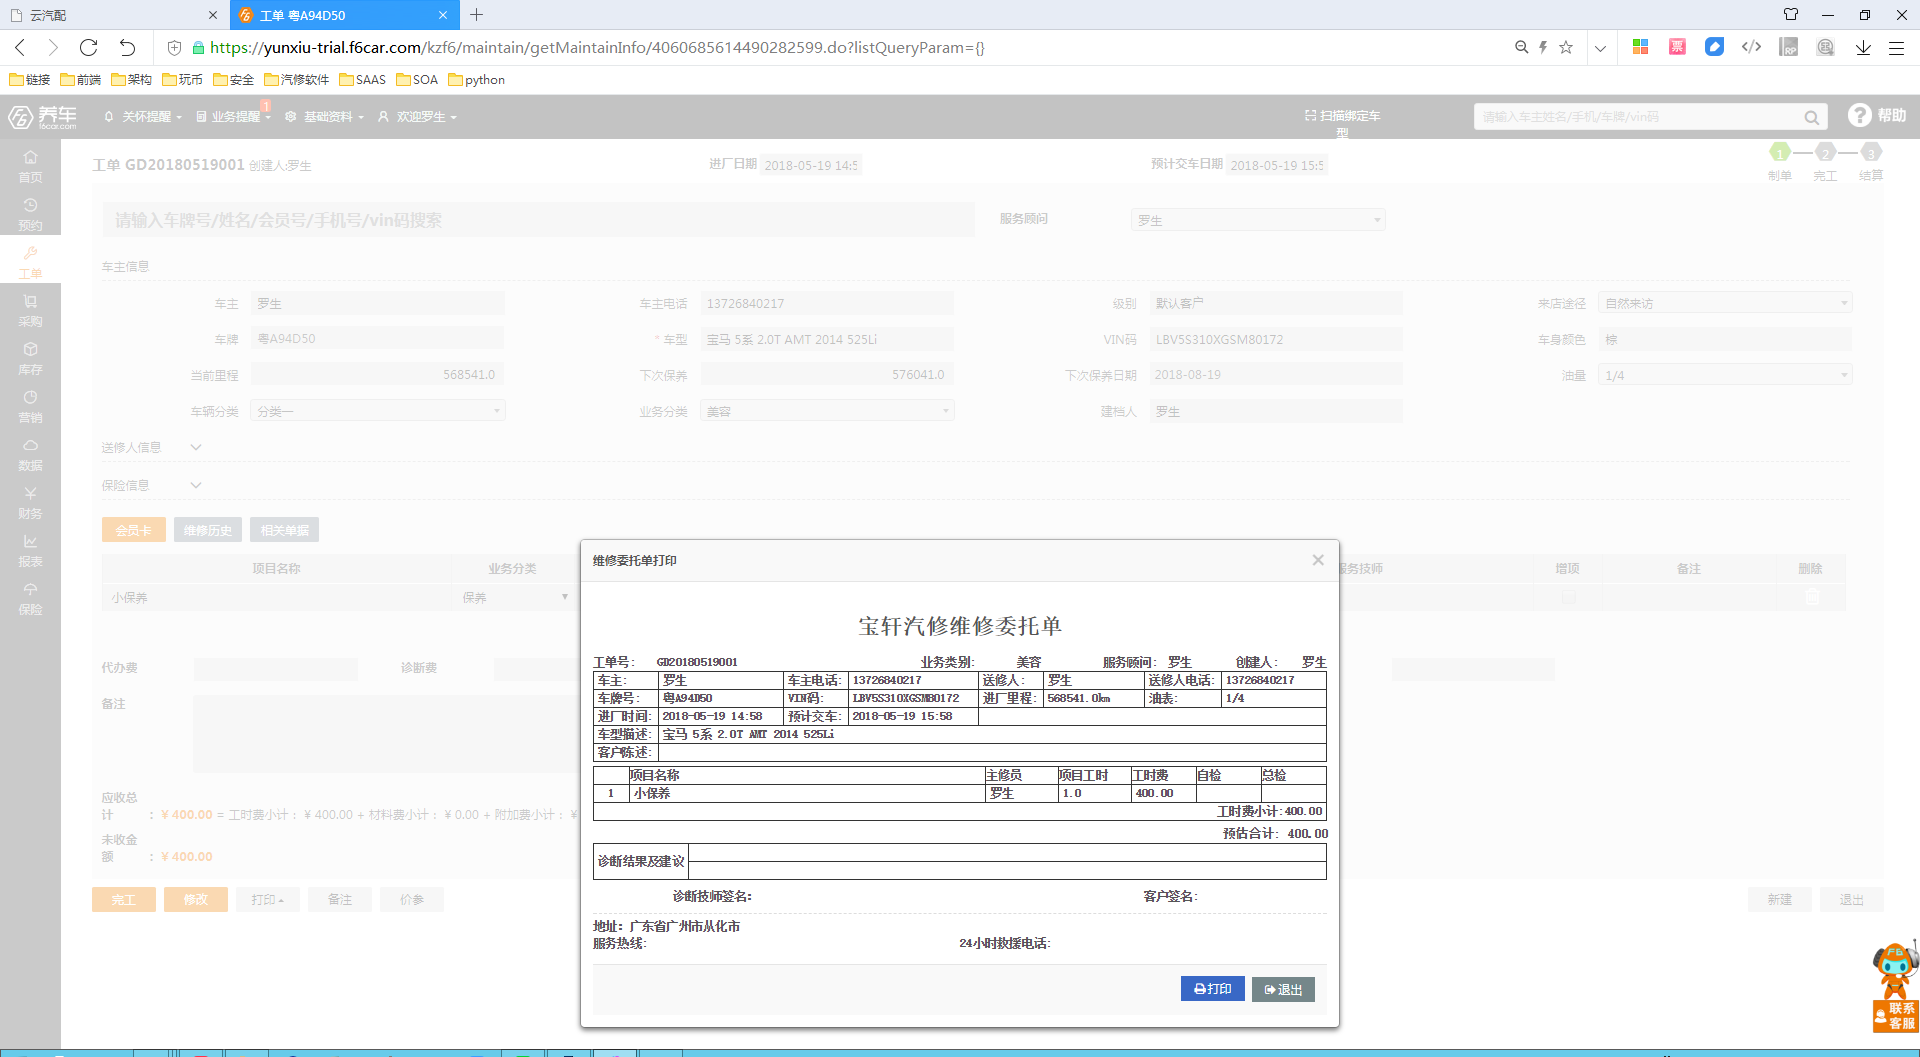 云汽配
工单 粤A94D50
https://yunxiu-trial.f6car.com/kzf6/maintain/getMaintainInfo/4060685614490282599.do?listQueryParam={}
链接 前端 架构 玩币 安全 汽修软件 SAAS SOA python
养车 f6car.com 关怀提醒 业务提醒 1 基础资料 欢迎罗生 扫描绑定车型 请输入车主姓名/手机/车牌/vin码 帮助
首页
预约
工单
采购
库存
营销
数据
财务
报表
保险
工单 GD20180519001 创建人:罗生 进厂日期 2018-05-19 14:5 预计交车日期 2018-05-19 15:5
1 2 3
制单 完工 结算
请输入车牌号/姓名/会员号/手机号/vin码搜索 服务顾问 罗生
车主信息
车主 罗生 车主电话 13726840217 级别 默认客户 来店途径 自然来访
车牌 粤A94D50 * 车型 宝马 5系 2.0T AMT 2014 525Li VIN码 LBV5S310XGSM80172 车身颜色 棕
当前里程 568541.0 下次保养 576041.0 下次保养日期 2018-08-19 油量 1/4
车辆分类 分类一 业务分类 美容 建档人 罗生
送修人信息
保险信息
会员卡 维修历史 相关单据
项目名称 业务分类 服务技师 增项 备注 删除
小保养 保养
代办费 诊断费
备注
应收总计 : ¥ 400.00 = 工时费小计 : ¥ 400.00 + 材料费小计 : ¥ 0.00 + 附加费小计 : ¥
未收金额 : ¥ 400.00
完工 修改 打印 备注 价参 新建 退出
维修委托单打印
宝轩汽修维修委托单
工单号: GD20180519001 业务类别: 美容 服务顾问: 罗生 创建人: 罗生
车主: 罗生 车主电话: 13726840217 送修人: 罗生 送修人电话: 13726840217
车牌号: 粤A94D50 VIN码: LBV5S310XGSM80172 进厂里程: 568541.0km 油表: 1/4
进厂时间: 2018-05-19 14:58 预计交车: 2018-05-19 15:58
车型描述: 宝马 5系 2.0T AMT 2014 525Li
客户陈述:
项目名称 主修员 项目工时 工时费 自检 总检
1 小保养 罗生 1.0 400.00
工时费小计:400.00
预估合计: 400.00
诊断结果及建议
诊断技师签名: 客户签名:
地址: 广东省广州市从化市
服务热线: 24小时救援电话:
打印 退出
联系客服